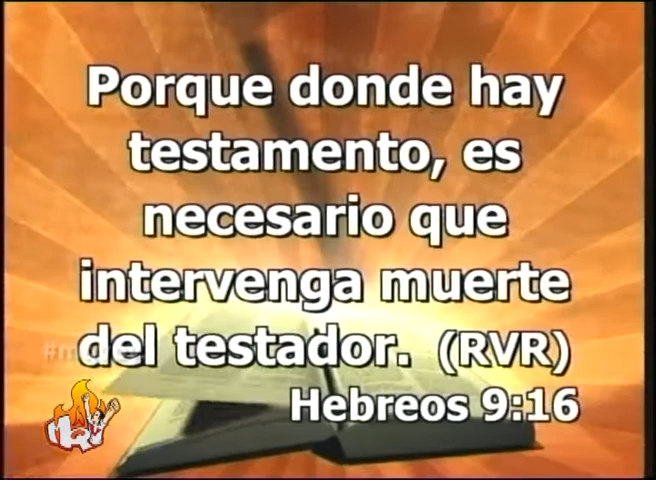 Porque donde hay
testamento, es
necesario que
intervenga muerte
del testador. (RVR)
Hebreos 9:16